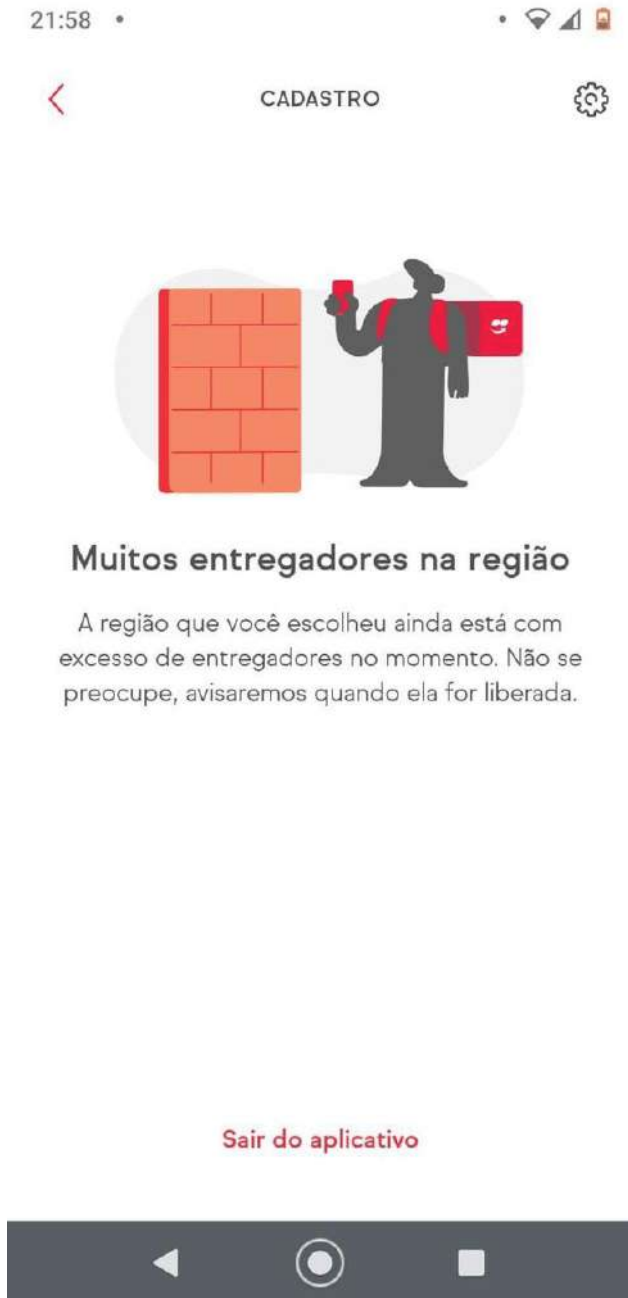 21:58
CADASTRO
Muitos entregadores na região
A região que você escolheu ainda está com
excesso de entregadores no momento. Não se
preocupe, avisaremos quando ela for liberada.
Sair do aplicativo